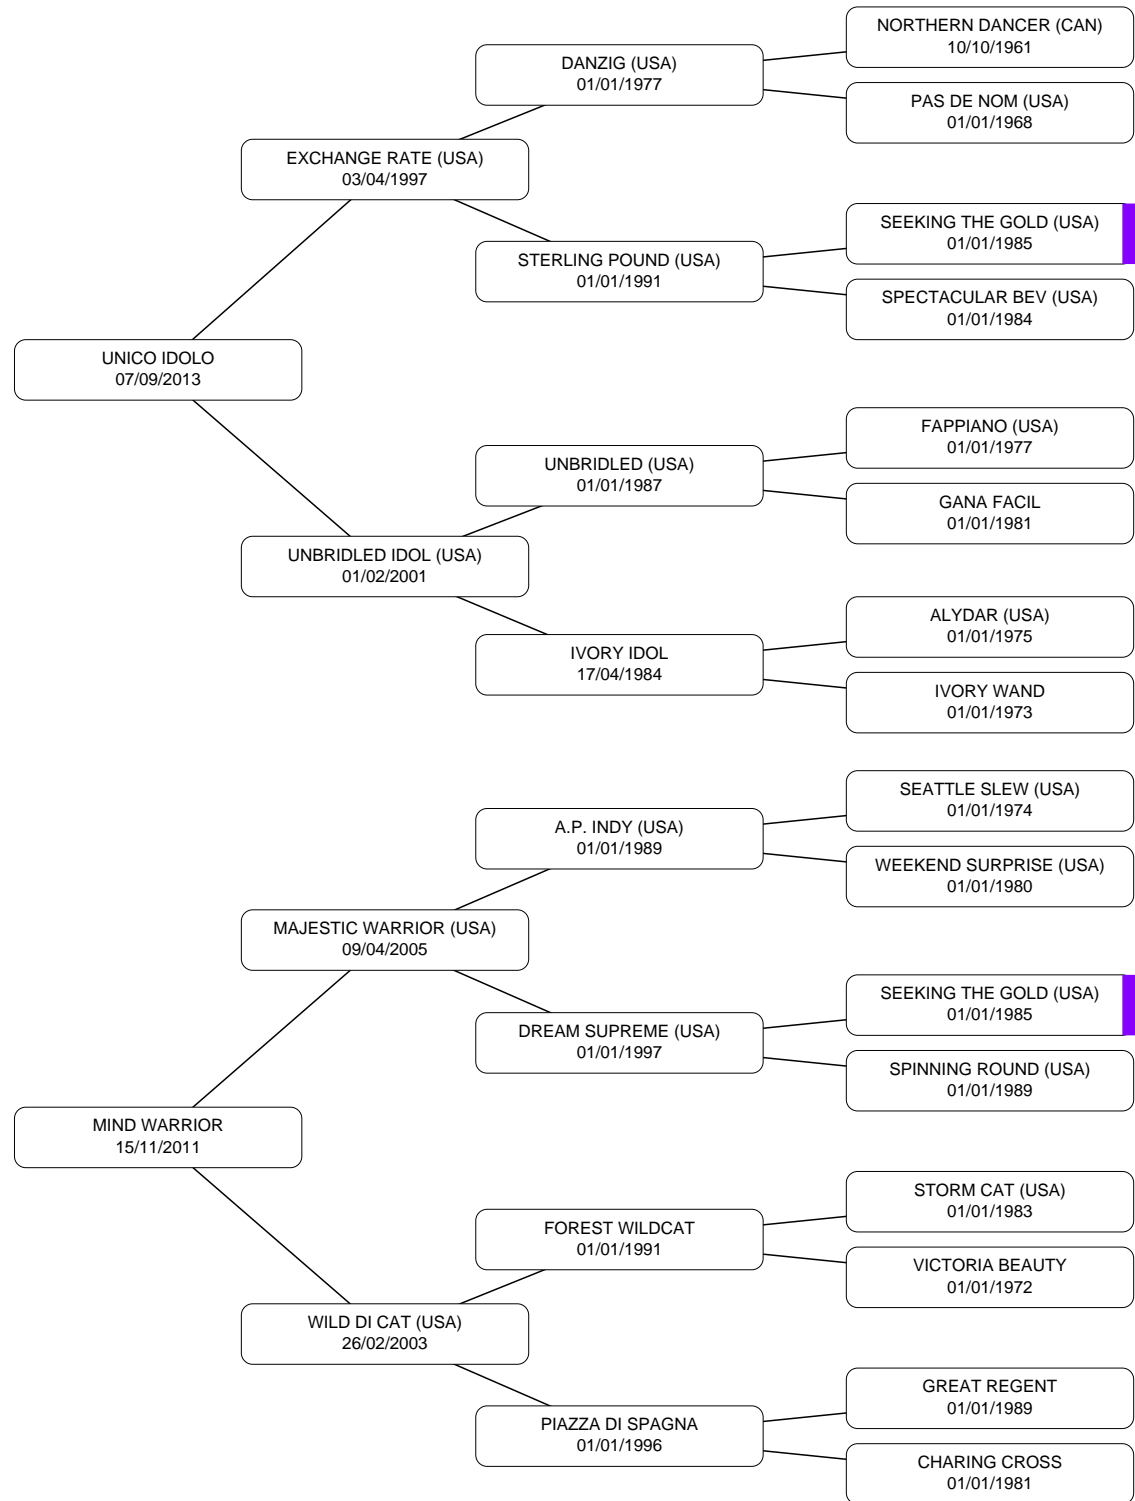 NORTHERN DANCER (CAN)
10/10/1961
DANZIG (USA)
01/01/1977
PAS DE NOM (USA)
01/01/1968
EXCHANGE RATE (USA)
03/04/1997
SEEKING THE GOLD (USA)
01/01/1985
STERLING POUND (USA)
01/01/1991
SPECTACULAR BEV (USA)
01/01/1984
UNICO IDOLO
07/09/2013
FAPPIANO (USA)
01/01/1977
UNBRIDLED (USA)
01/01/1987
GANA FACIL
01/01/1981
UNBRIDLED IDOL (USA)
01/02/2001
ALYDAR (USA)
01/01/1975
IVORY IDOL
17/04/1984
IVORY WAND
01/01/1973
SEATTLE SLEW (USA)
01/01/1974
A.P. INDY (USA)
01/01/1989
WEEKEND SURPRISE (USA)
01/01/1980
MAJESTIC WARRIOR (USA)
09/04/2005
SEEKING THE GOLD (USA)
01/01/1985
DREAM SUPREME (USA)
01/01/1997
SPINNING ROUND (USA)
01/01/1989
MIND WARRIOR
15/11/2011
STORM CAT (USA)
01/01/1983
FOREST WILDCAT
01/01/1991
VICTORIA BEAUTY
01/01/1972
WILD DI CAT (USA)
26/02/2003
GREAT REGENT
01/01/1989
PIAZZA DI SPAGNA
01/01/1996
CHARING CROSS
01/01/1981